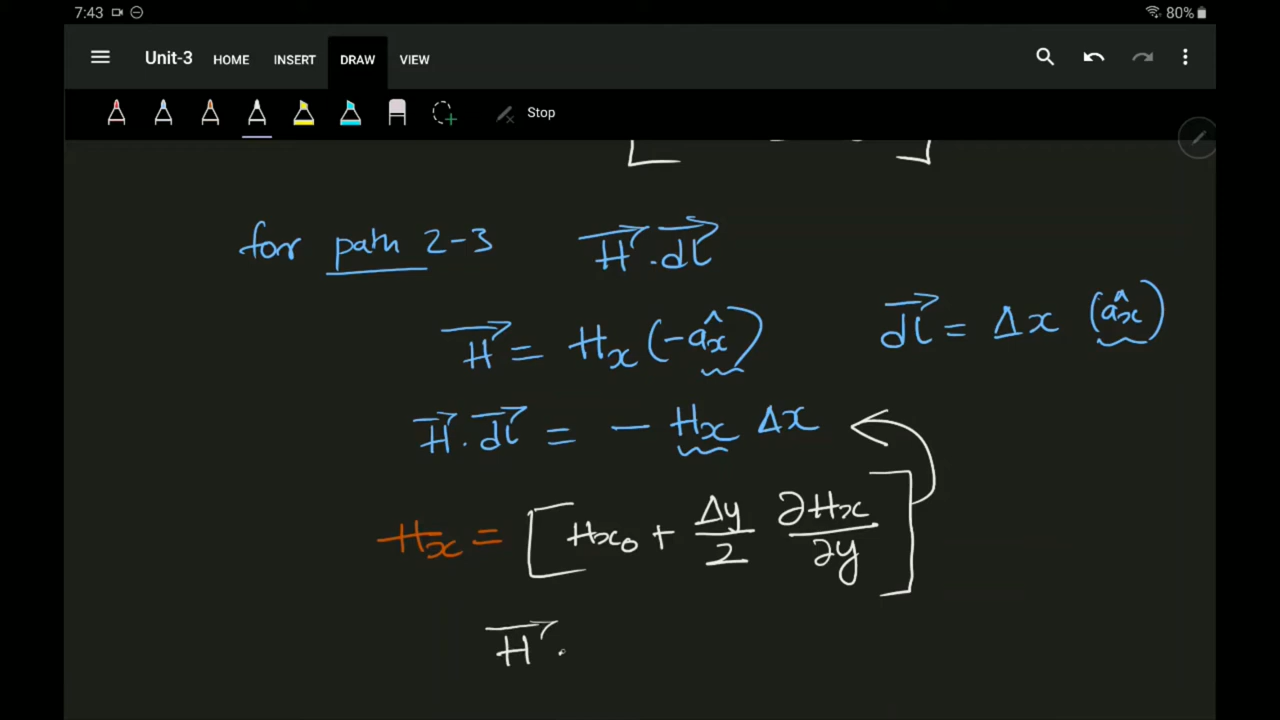 7:43 80%
Unit-3 HOME INSERT DRAW VIEW
Stop
for path 2-3 H⃗ . dl⃗
H⃗ = Hx (-âx) dl⃗ = Δx (âx)
H⃗ . dl⃗ = - Hx Δx
Hx = [ Hx₀ + Δy/2 ∂Hx/∂y ]
H⃗ .